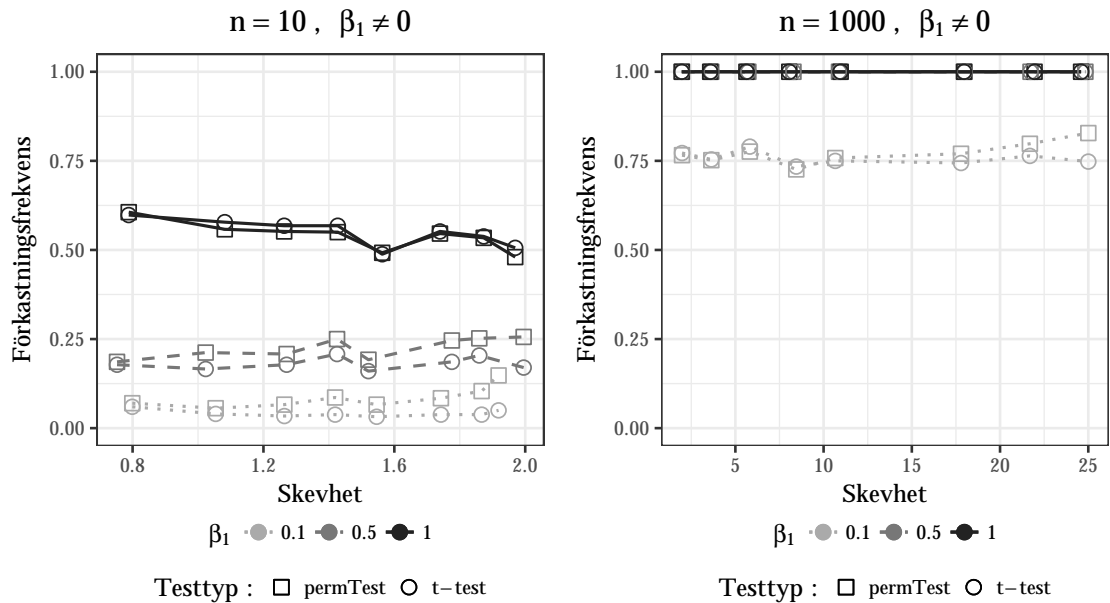 n = 10 , β₁ ≠ 0
1.00
0.75
0.50
0.25
0.00
Förkastningsfrekvens
0.8 1.2 1.6 2.0
Skevhet
β₁ 0.1 0.5 1
Testtyp : permTest t−test
n = 1000 , β₁ ≠ 0
1.00
0.75
0.50
0.25
0.00
Förkastningsfrekvens
5 10 15 20 25
Skevhet
β₁ 0.1 0.5 1
Testtyp : permTest t−test